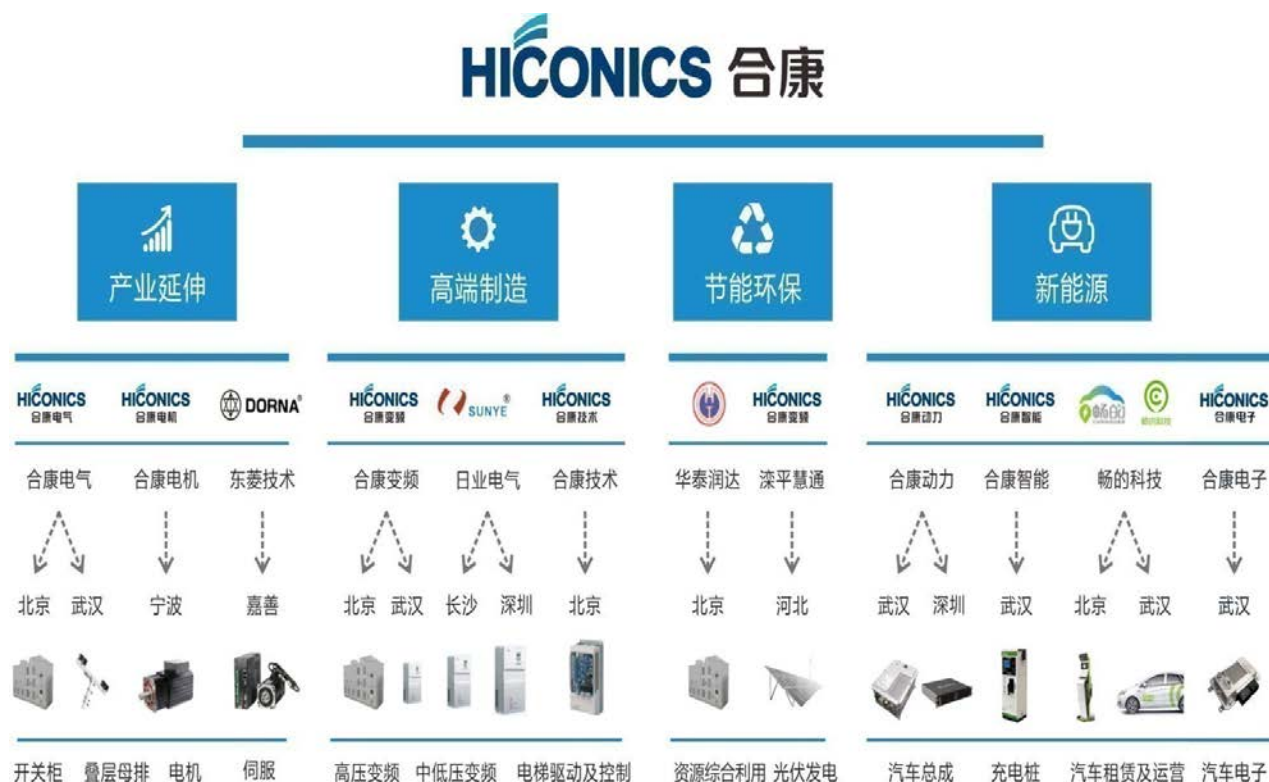 HICONICS 合康
产业延伸 高端制造 节能环保 新能源
HICONICS HICONICS DORNA® HICONICS SUNYE® HICONICS HICONICS HICONICS HICONICS 畅的 HICONICS
合康电气 合康电机 合康变频 合康技术 合康变频 合康动力 合康智能 畅的科技 合康电子
合康电气 合康电机 东菱技术 合康变频 日业电气 合康技术 华泰润达 滦平慧通 合康动力 合康智能 畅的科技 合康电子
北京 武汉 宁波 嘉善 北京 武汉 长沙 深圳 北京 北京 河北 武汉 深圳 武汉 北京 武汉 武汉
开关柜 叠层母排 电机 伺服 高压变频 中低压变频 电梯驱动及控制 资源综合利用 光伏发电 汽车总成 充电桩 汽车租赁及运营 汽车电子